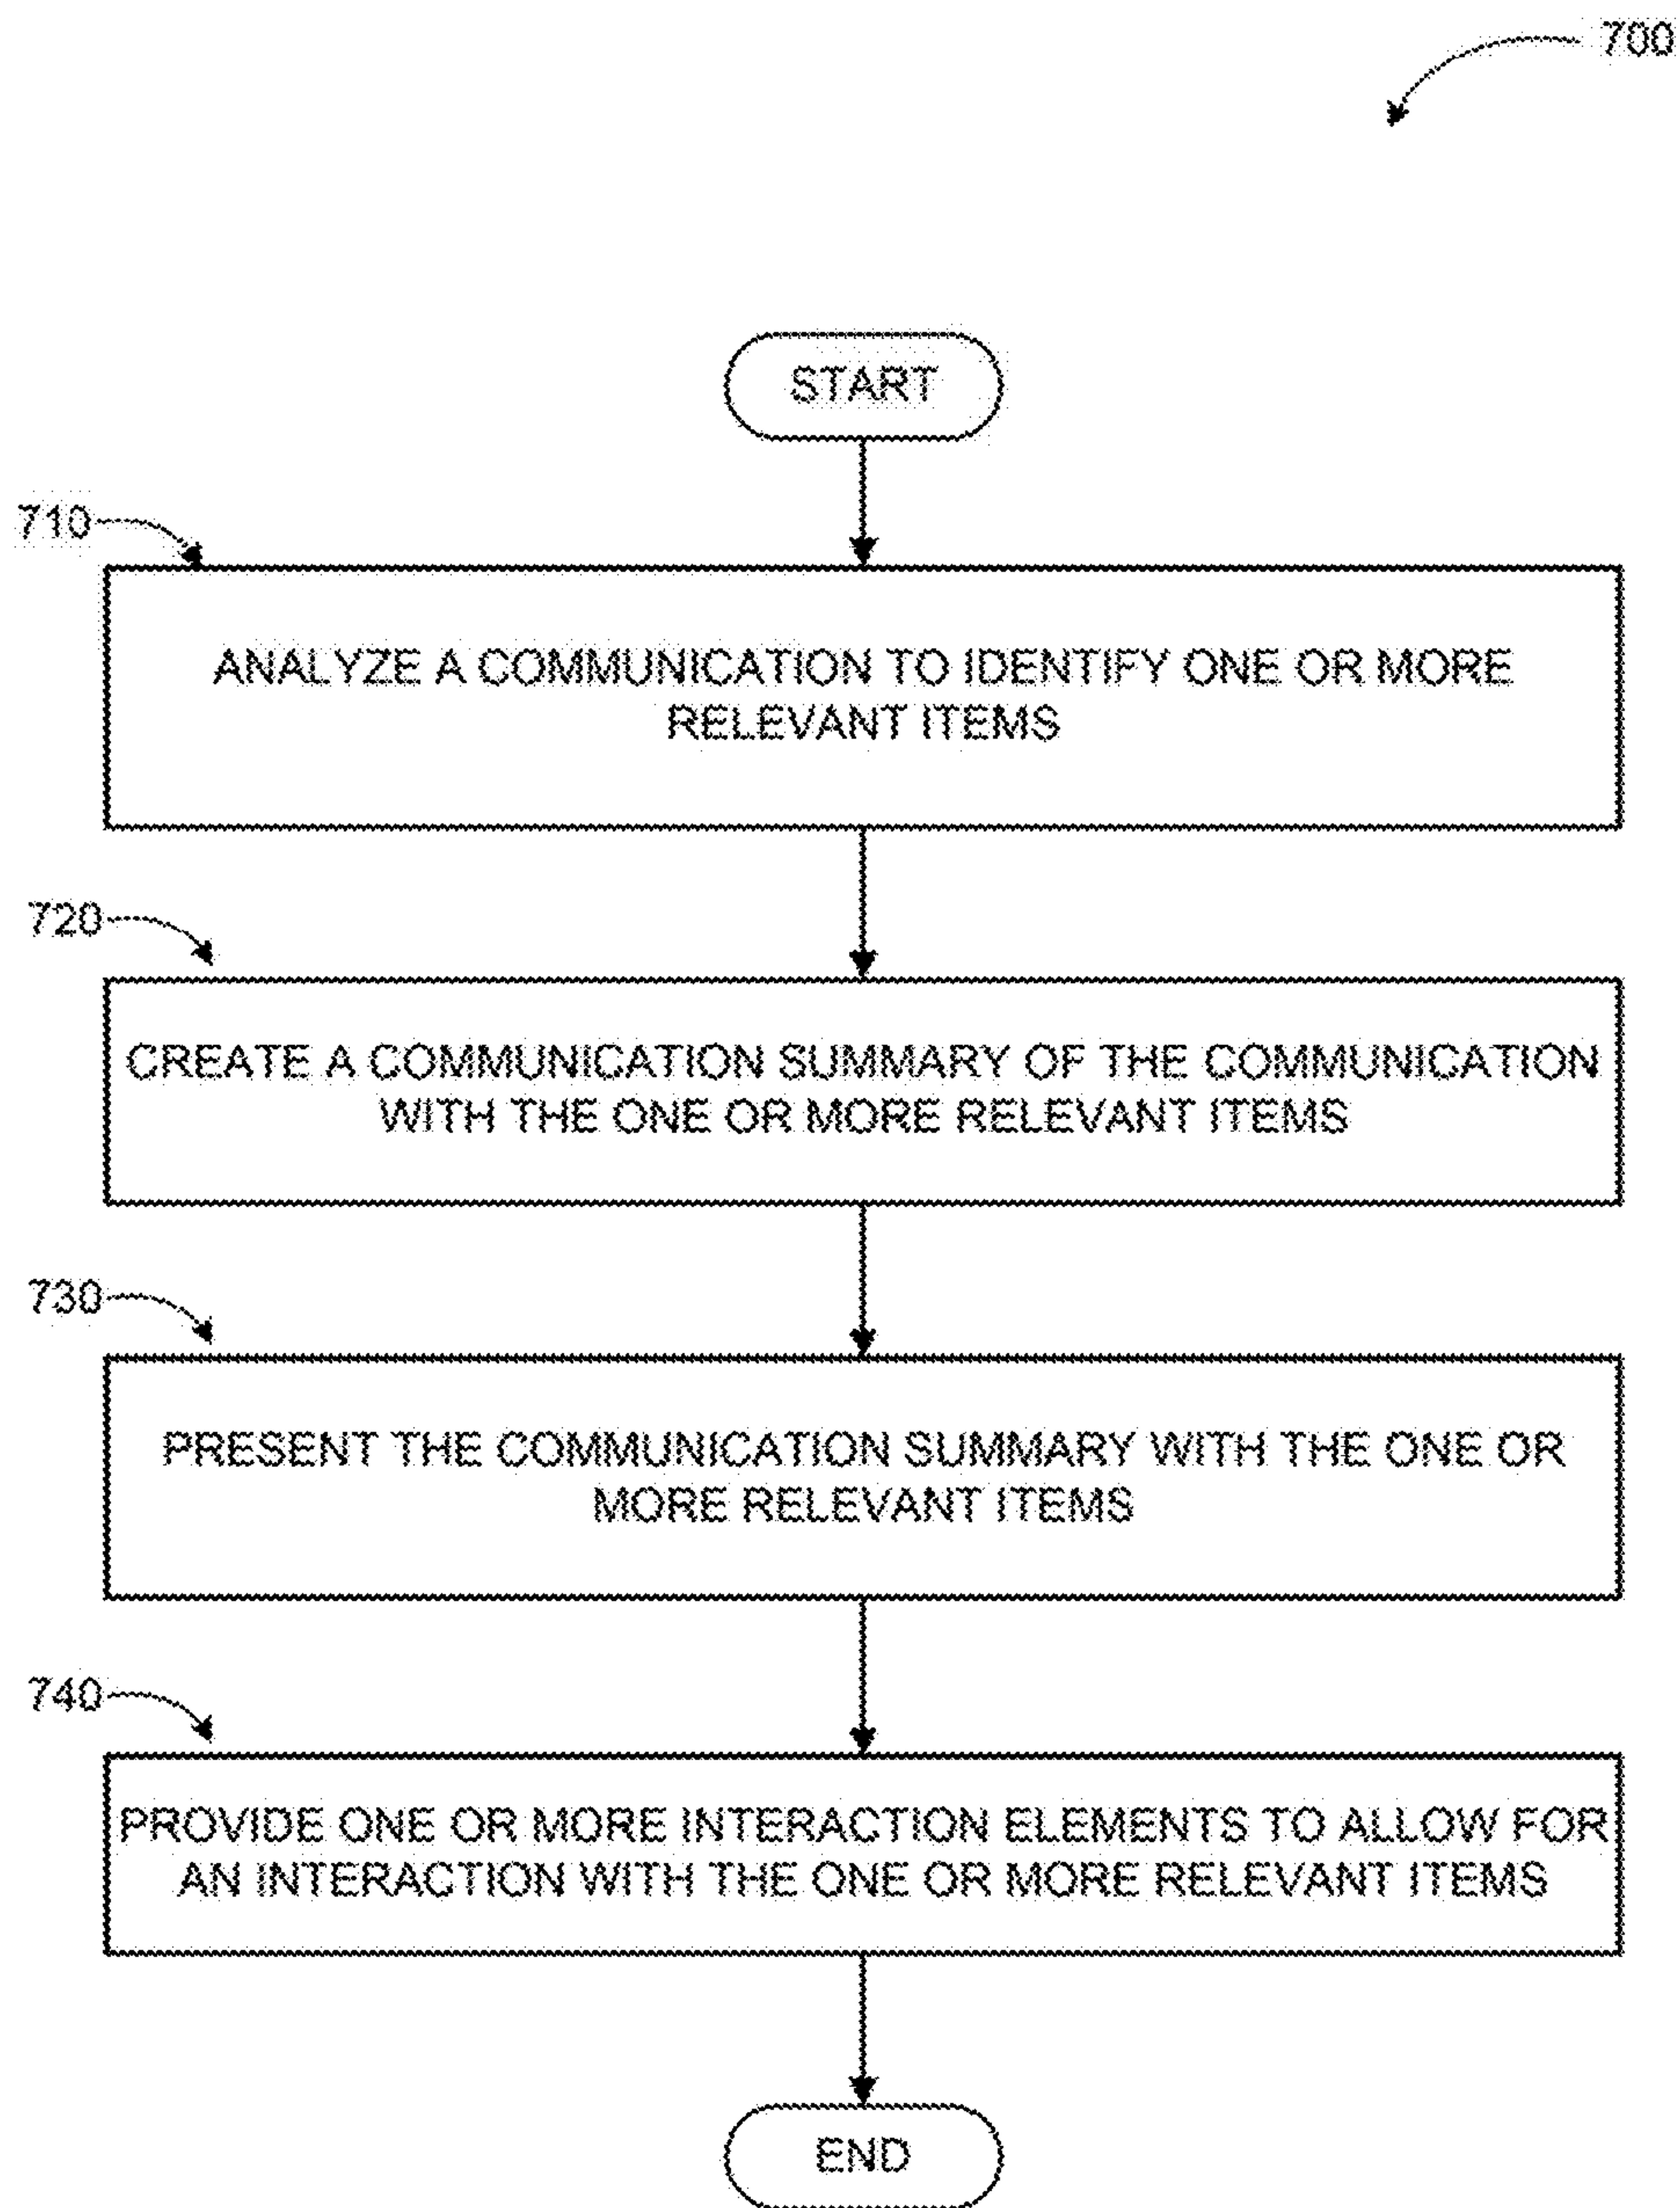 700
START
710
ANALYZE A COMMUNICATION TO IDENTIFY ONE OR MORE
RELEVANT ITEMS
720
CREATE A COMMUNICATION SUMMARY OF THE COMMUNICATION
WITH THE ONE OR MORE RELEVANT ITEMS
730
PRESENT THE COMMUNICATION SUMMARY WITH THE ONE OR
MORE RELEVANT ITEMS
740
PROVIDE ONE OR MORE INTERACTION ELEMENTS TO ALLOW FOR
AN INTERACTION WITH THE ONE OR MORE RELEVANT ITEMS
END